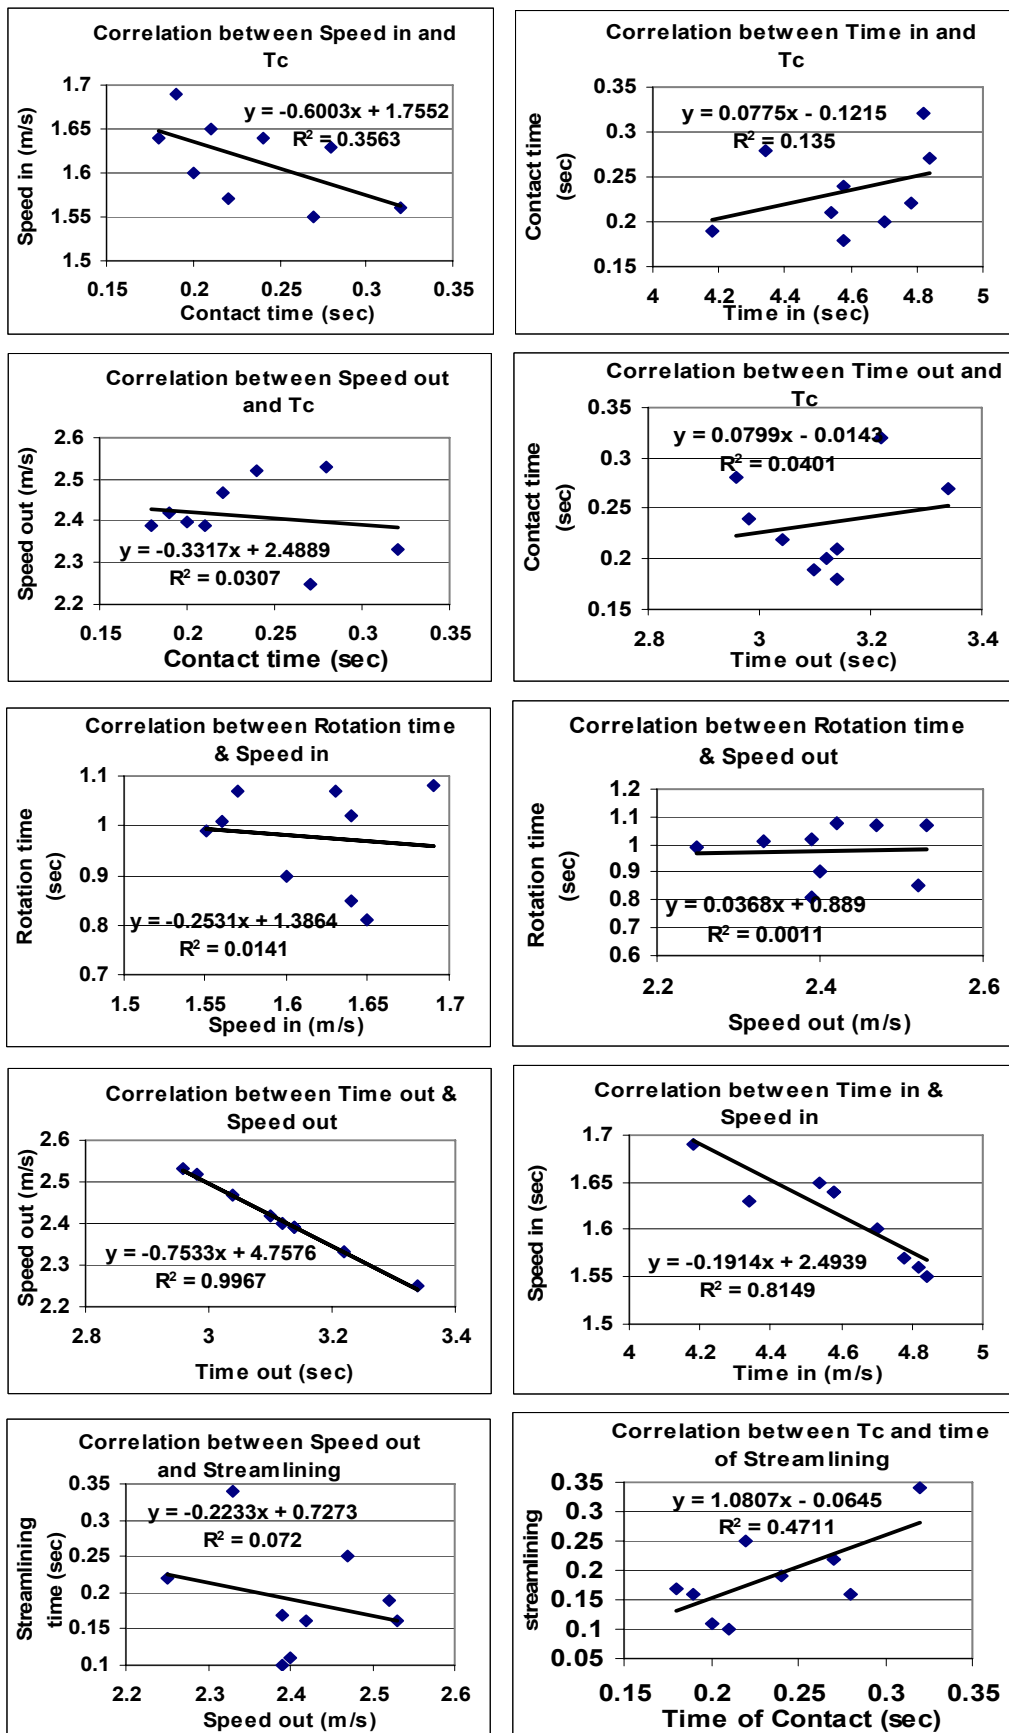 Correlation between Speed in and
Tc
1.7
1.65
1.6
1.55
1.5
Speed in (m/s)
y = -0.6003x + 1.7552
R² = 0.3563
0.15 0.2 0.25 0.3 0.35
Contact time (sec)
Correlation between Time in and
Tc
0.35
0.3
0.25
0.2
0.15
Contact time
(sec)
y = 0.0775x - 0.1215
R² = 0.135
4 4.2 4.4 4.6 4.8 5
Time in (sec)
Correlation between Speed out
and Tc
2.6
2.5
2.4
2.3
2.2
Speed out (m/s)
y = -0.3317x + 2.4889
R² = 0.0307
0.15 0.2 0.25 0.3 0.35
Contact time (sec)
Correlation between Time out and
Tc
0.35
0.3
0.25
0.2
0.15
Contact time
(sec)
y = 0.0799x - 0.0143
R² = 0.0401
2.8 3 3.2 3.4
Time out (sec)
Correlation between Rotation time
& Speed in
1.1
1
0.9
0.8
0.7
Rotation time
(sec)
y = -0.2531x + 1.3864
R² = 0.0141
1.5 1.55 1.6 1.65 1.7
Speed in (m/s)
Correlation between Rotation time
& Speed out
1.2
1.1
1
0.9
0.8
0.7
0.6
Rotation time
(sec)
y = 0.0368x + 0.889
R² = 0.0011
2.2 2.4 2.6
Speed out (m/s)
Correlation between Time out &
Speed out
2.6
2.5
2.4
2.3
2.2
Speed out (m/s)
y = -0.7533x + 4.7576
R² = 0.9967
2.8 3 3.2 3.4
Time out (sec)
Correlation between Time in &
Speed in
1.7
1.65
1.6
1.55
1.5
Speed in (sec)
y = -0.1914x + 2.4939
R² = 0.8149
4 4.2 4.4 4.6 4.8 5
Time in (m/s)
Correlation between Speed out
and Streamlining
0.35
0.3
0.25
0.2
0.15
0.1
Streamlining
time (sec)
y = -0.2233x + 0.7273
R² = 0.072
2.2 2.3 2.4 2.5 2.6
Speed out (m/s)
Correlation between Tc and time
of Streamlining
0.35
0.3
0.25
0.2
0.15
0.1
0.05
streamlining
y = 1.0807x - 0.0645
R² = 0.4711
0.15 0.2 0.25 0.3 0.35
Time of Contact (sec)